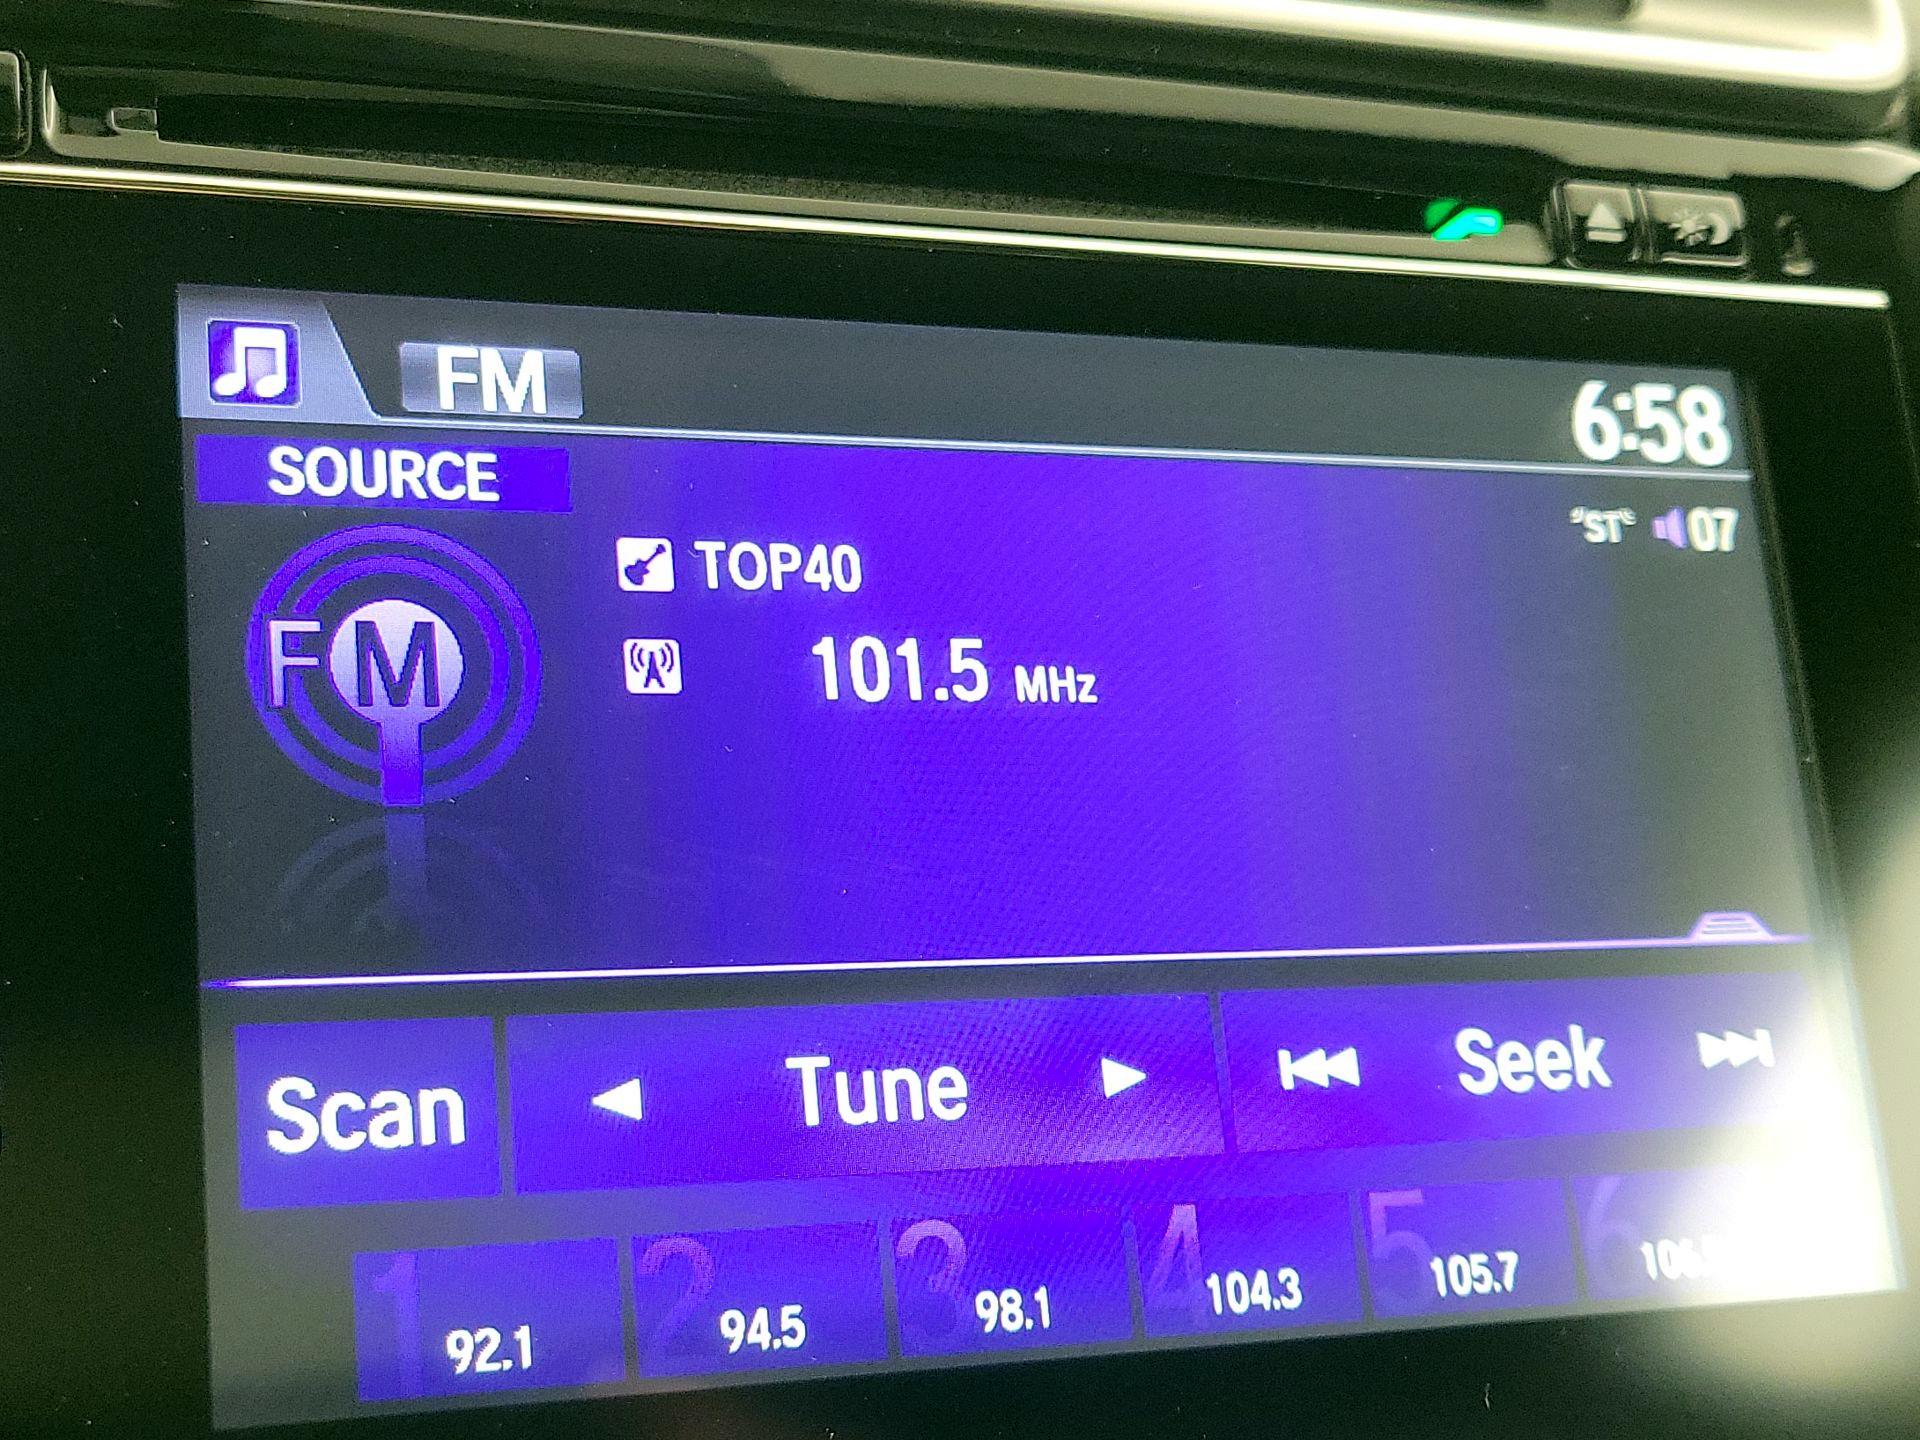 FM
6:58
SOURCE
ST 07
FM
TOP40
101.5 MHz
Scan
Tune
Seek
1 92.1
2 94.5
3 98.1
4 104.3
5 105.7
6